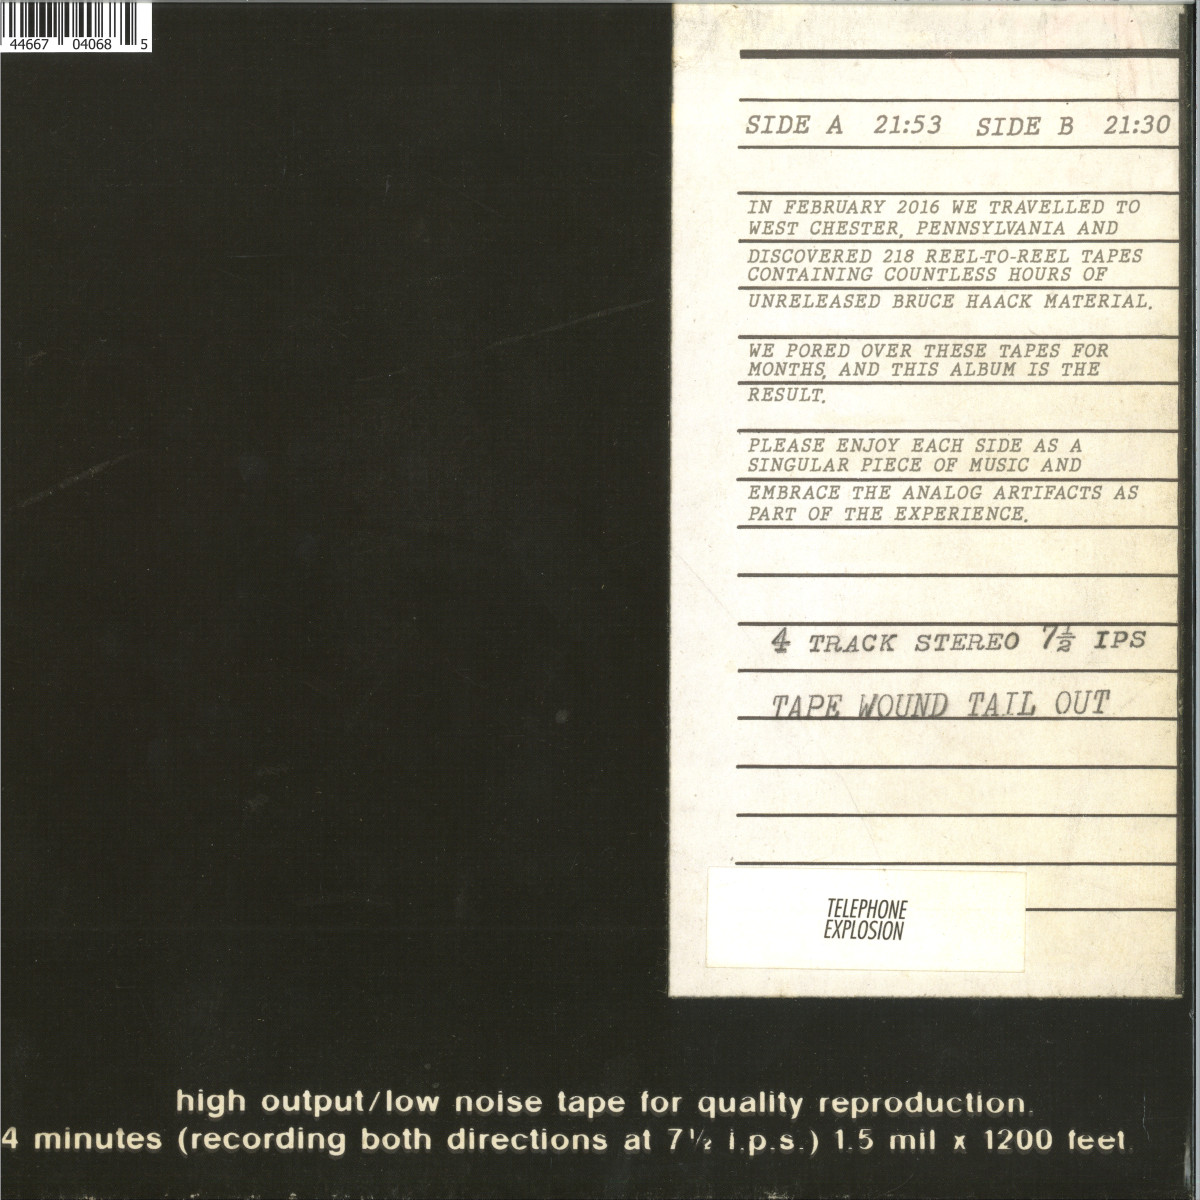 44667 04068 5
SIDE A 21:53 SIDE B 21:30
IN FEBRUARY 2016 WE TRAVELLED TO
WEST CHESTER, PENNSYLVANIA AND
DISCOVERED 218 REEL-TO-REEL TAPES
CONTAINING COUNTLESS HOURS OF
UNRELEASED BRUCE HAACK MATERIAL.
WE PORED OVER THESE TAPES FOR
MONTHS, AND THIS ALBUM IS THE
RESULT.
PLEASE ENJOY EACH SIDE AS A
SINGULAR PIECE OF MUSIC AND
EMBRACE THE ANALOG ARTIFACTS AS
PART OF THE EXPERIENCE.
4 TRACK STEREO 7½ IPS
TAPE WOUND TAIL OUT
TELEPHONE
EXPLOSION
high output/low noise tape for quality reproduction.
4 minutes (recording both directions at 7½ i.p.s.) 1.5 mil x 1200 feet.